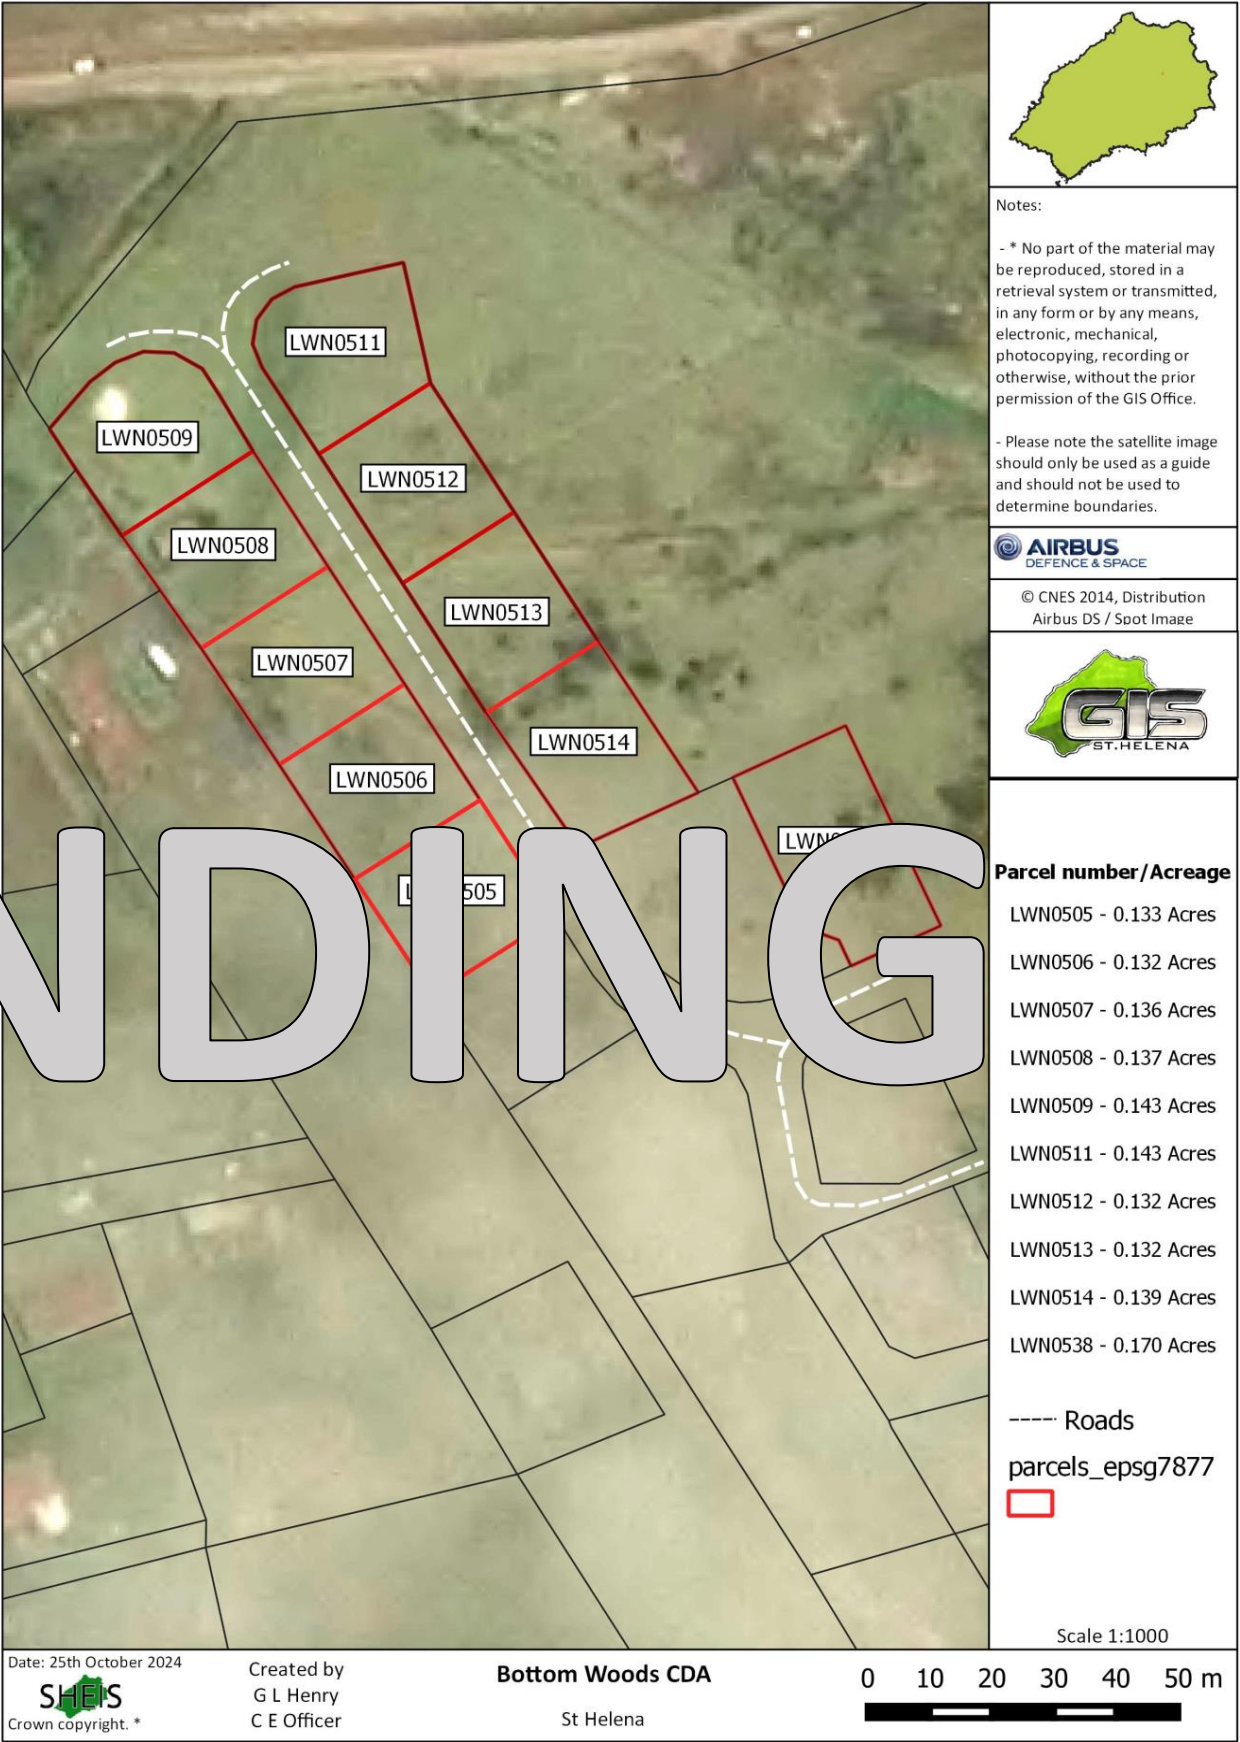 LWN0511
LWN0509
LWN0512
LWN0508
LWN0513
LWN0507
LWN0514
LWN0506
NDING
Notes:
- * No part of the material may
be reproduced, stored in a
retrieval system or transmitted,
in any form or by any means,
electronic, mechanical,
photocopying, recording or
otherwise, without the prior
permission of the GIS Office.
- Please note the satellite image
should only be used as a guide
and should not be used to
determine boundaries.
AIRBUS
DEFENCE & SPACE
© CNES 2014, Distribution
Airbus DS / Spot Image
GIS
ST.HELENA
Parcel number/Acreage
LWN0505 - 0.133 Acres
LWN0506 - 0.132 Acres
LWN0507 - 0.136 Acres
LWN0508 - 0.137 Acres
LWN0509 - 0.143 Acres
LWN0511 - 0.143 Acres
LWN0512 - 0.132 Acres
LWN0513 - 0.132 Acres
LWN0514 - 0.139 Acres
LWN0538 - 0.170 Acres
Roads
parcels_epsg7877
Scale 1:1000
Date: 25th October 2024
SHEIS
Crown copyright. *
Created by
G L Henry
C E Officer
Bottom Woods CDA
St Helena
0 10 20 30 40 50 m